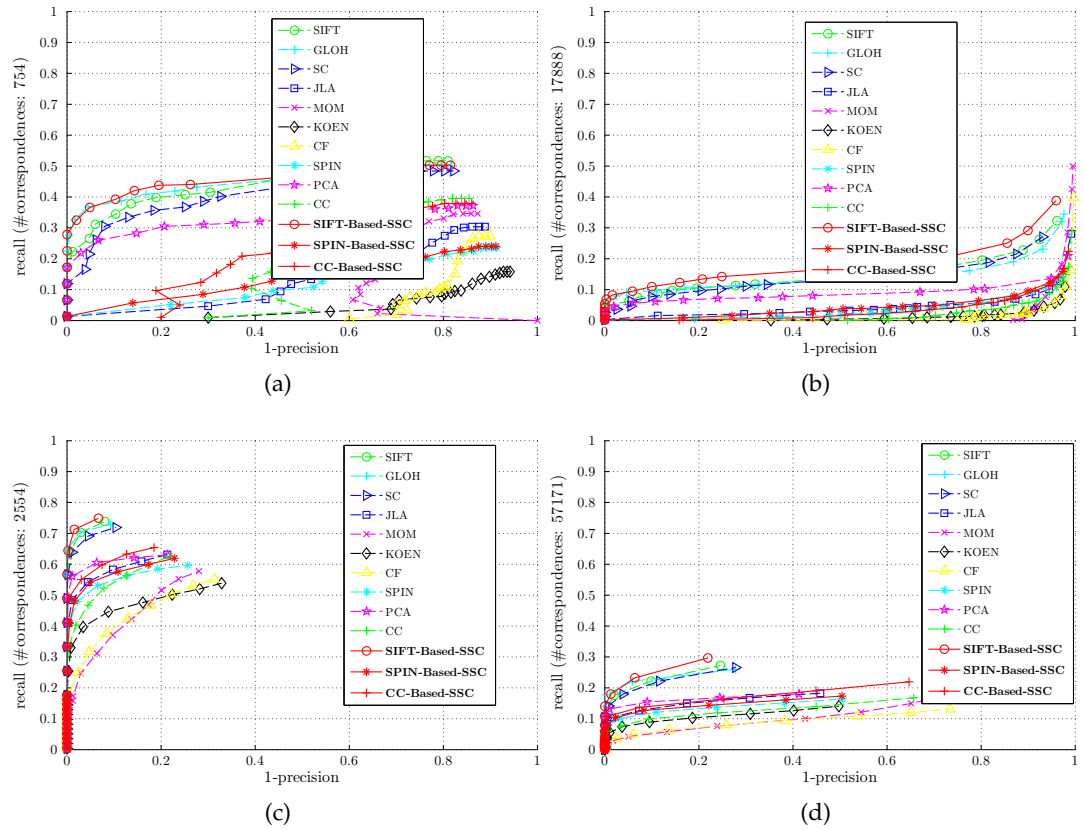 1
0.9
0.8
0.7
0.6
0.5
0.4
0.3
0.2
0.1
0
recall (#correspondences: 754)
SIFT
GLOH
SC
JLA
MOM
KOEN
CF
SPIN
PCA
CC
SIFT-Based-SSC
SPIN-Based-SSC
CC-Based-SSC
0 0.2 0.4 0.6 0.8 1
1-precision
(a)
1
0.9
0.8
0.7
0.6
0.5
0.4
0.3
0.2
0.1
0
recall (#correspondences: 17888)
SIFT
GLOH
SC
JLA
MOM
KOEN
CF
SPIN
PCA
CC
SIFT-Based-SSC
SPIN-Based-SSC
CC-Based-SSC
0 0.2 0.4 0.6 0.8 1
1-precision
(b)
1
0.9
0.8
0.7
0.6
0.5
0.4
0.3
0.2
0.1
0
recall (#correspondences: 2554)
SIFT
GLOH
SC
JLA
MOM
KOEN
CF
SPIN
PCA
CC
SIFT-Based-SSC
SPIN-Based-SSC
CC-Based-SSC
0 0.2 0.4 0.6 0.8 1
1-precision
(c)
1
0.9
0.8
0.7
0.6
0.5
0.4
0.3
0.2
0.1
0
recall (#correspondences: 57171)
SIFT
GLOH
SC
JLA
MOM
KOEN
CF
SPIN
PCA
CC
SIFT-Based-SSC
SPIN-Based-SSC
CC-Based-SSC
0 0.2 0.4 0.6 0.8 1
1-precision
(d)